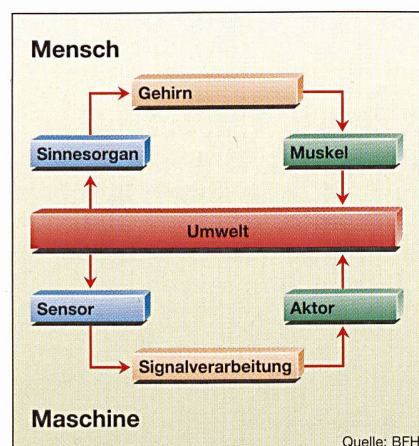 Mensch
Gehirn
Sinnesorgan
Muskel
Umwelt
Sensor
Aktor
Signalverarbeitung
Maschine
Quelle: BFH